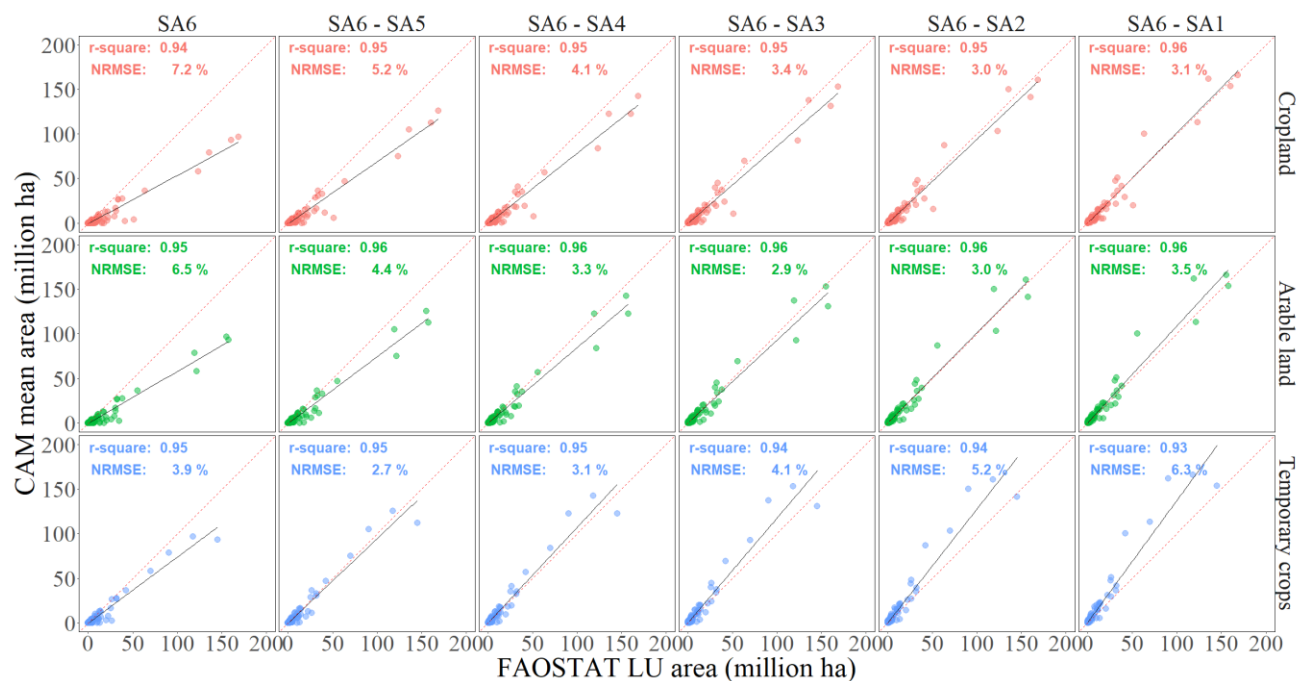 SA6 SA6 - SA5 SA6 - SA4 SA6 - SA3 SA6 - SA2 SA6 - SA1
200 r-square: 0.94 r-square: 0.95 r-square: 0.95 r-square: 0.95 r-square: 0.95 r-square: 0.96
NRMSE: 7.2 % NRMSE: 5.2 % NRMSE: 4.1 % NRMSE: 3.4 % NRMSE: 3.0 % NRMSE: 3.1 %
150
100
50
0
Cropland
200 r-square: 0.95 r-square: 0.96 r-square: 0.96 r-square: 0.96 r-square: 0.96 r-square: 0.96
NRMSE: 6.5 % NRMSE: 4.4 % NRMSE: 3.3 % NRMSE: 2.9 % NRMSE: 3.0 % NRMSE: 3.5 %
150
100
50
0
Arable land
200 r-square: 0.95 r-square: 0.95 r-square: 0.95 r-square: 0.94 r-square: 0.94 r-square: 0.93
NRMSE: 3.9 % NRMSE: 2.7 % NRMSE: 3.1 % NRMSE: 4.1 % NRMSE: 5.2 % NRMSE: 6.3 %
150
100
50
0
Temporary crops
CAM mean area (million ha)
0 50 100 150 200 0 50 100 150 200 0 50 100 150 200 0 50 100 150 200 0 50 100 150 200 0 50 100 150 200
FAOSTAT LU area (million ha)